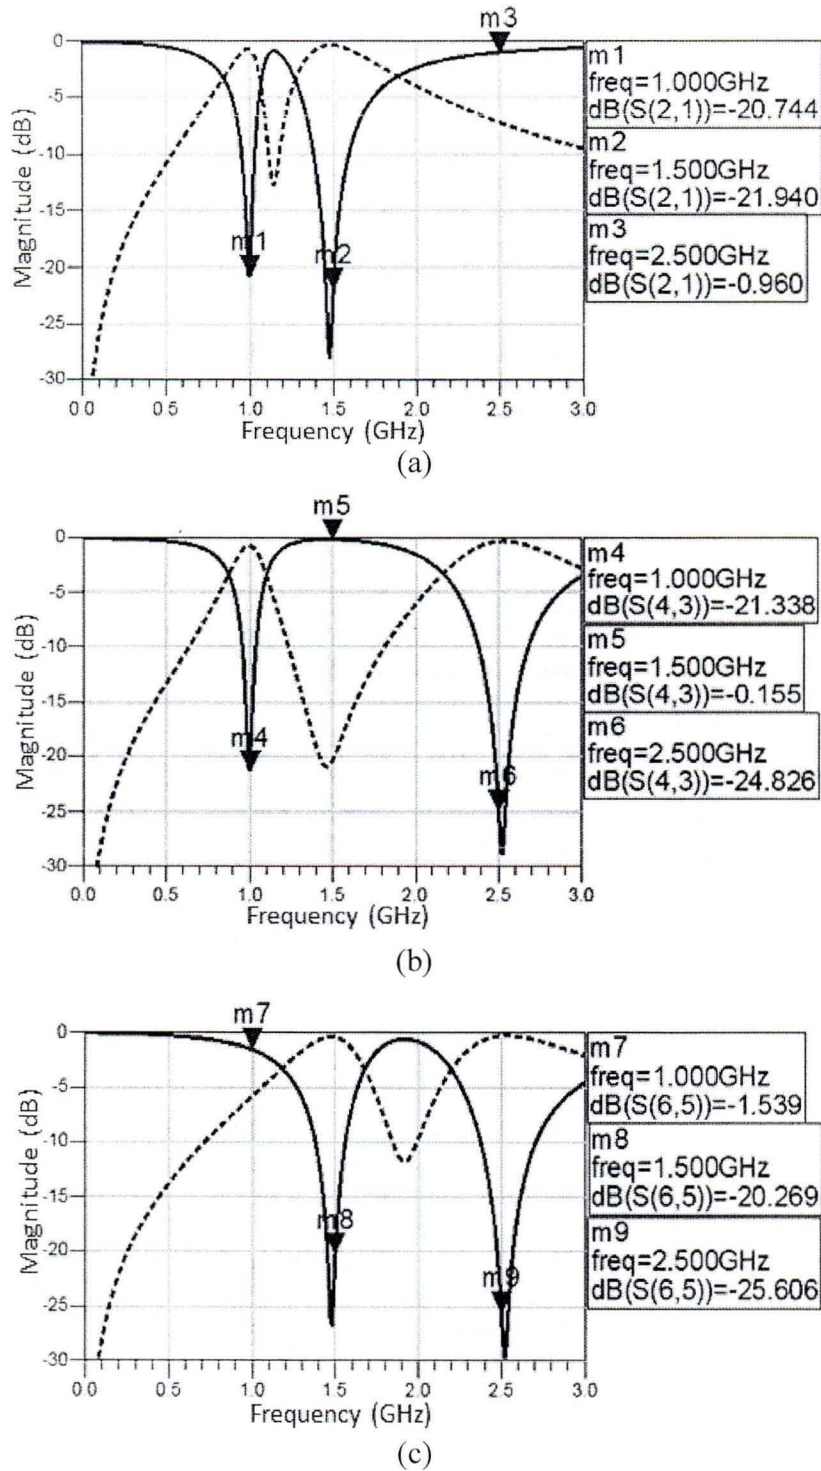 m3
0
-5
-10
-15
-20
-25
-30
Magnitude (dB)
m1
m2
0.0 0.5 1.0 1.5 2.0 2.5 3.0
Frequency (GHz)
m1
freq=1.000GHz
dB(S(2,1))=-20.744
m2
freq=1.500GHz
dB(S(2,1))=-21.940
m3
freq=2.500GHz
dB(S(2,1))=-0.960
(a)
m5
0
-5
-10
-15
-20
-25
-30
Magnitude (dB)
m4
m6
0.0 0.5 1.0 1.5 2.0 2.5 3.0
Frequency (GHz)
m4
freq=1.000GHz
dB(S(4,3))=-21.338
m5
freq=1.500GHz
dB(S(4,3))=-0.155
m6
freq=2.500GHz
dB(S(4,3))=-24.826
(b)
m7
0
-5
-10
-15
-20
-25
-30
Magnitude (dB)
m8
m9
0.0 0.5 1.0 1.5 2.0 2.5 3.0
Frequency (GHz)
m7
freq=1.000GHz
dB(S(6,5))=-1.539
m8
freq=1.500GHz
dB(S(6,5))=-20.269
m9
freq=2.500GHz
dB(S(6,5))=-25.606
(c)